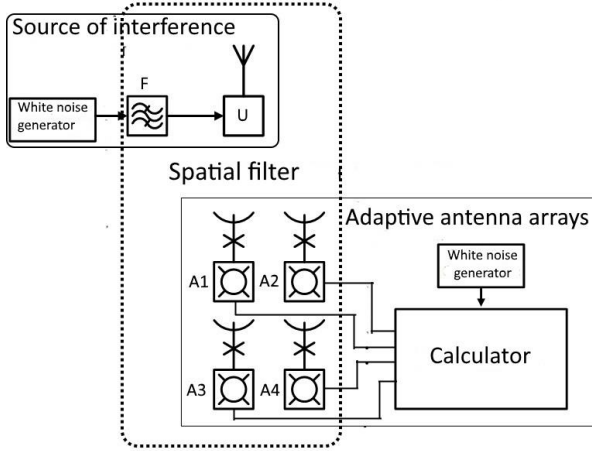 Source of interference
F
White noise
generator
U
Spatial filter
Adaptive antenna arrays
White noise
generator
A1
A2
Calculator
A3
A4